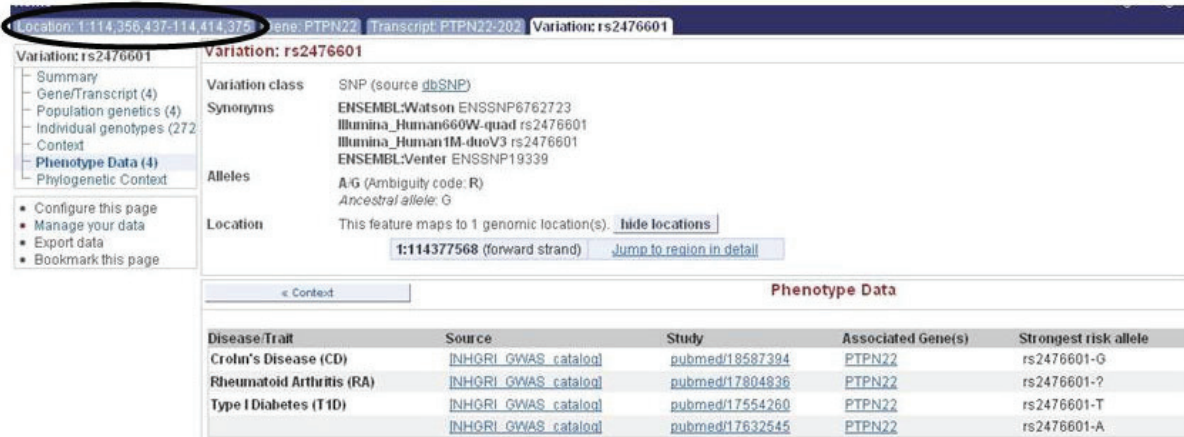 Location: 1:114,356,437-114,414,375 Gene: PTPN22 Transcript: PTPN22-202 Variation: rs2476601
Variation: rs2476601
Summary
Gene/Transcript (4)
Population genetics (4)
Individual genotypes (272
Context
Phenotype Data (4)
Phylogenetic Context
Configure this page
Manage your data
Export data
Bookmark this page
Variation: rs2476601
Variation class SNP (source dbSNP)
Synonyms ENSEMBL:Watson ENSSNP6762723
Illumina_Human660W-quad rs2476601
Illumina_Human1M-duoV3 rs2476601
ENSEMBL:Venter ENSSNP19339
Alleles A/G (Ambiguity code: R)
Ancestral allele: G
Location This feature maps to 1 genomic location(s). hide locations
1:114377568 (forward strand) Jump to region in detail
« Context Phenotype Data
Disease/Trait Source Study Associated Gene(s) Strongest risk allele
Crohn's Disease (CD) [NHGRI_GWAS_catalog] pubmed/18587394 PTPN22 rs2476601-G
Rheumatoid Arthritis (RA) [NHGRI_GWAS_catalog] pubmed/17804836 PTPN22 rs2476601-?
Type I Diabetes (T1D) [NHGRI_GWAS_catalog] pubmed/17554260 PTPN22 rs2476601-T
[NHGRI_GWAS_catalog] pubmed/17632545 PTPN22 rs2476601-A